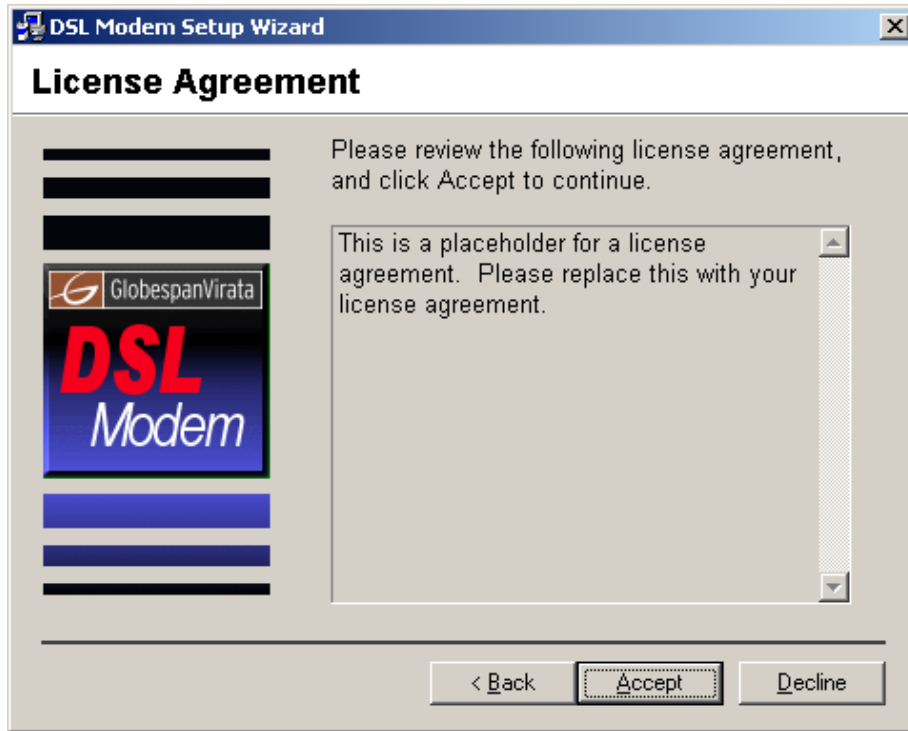 DSL Modem Setup Wizard
License Agreement
Please review the following license agreement,
and click Accept to continue.
This is a placeholder for a license
agreement.  Please replace this with your
license agreement.
GlobespanVirata
DSL
Modem
< Back
Accept
Decline